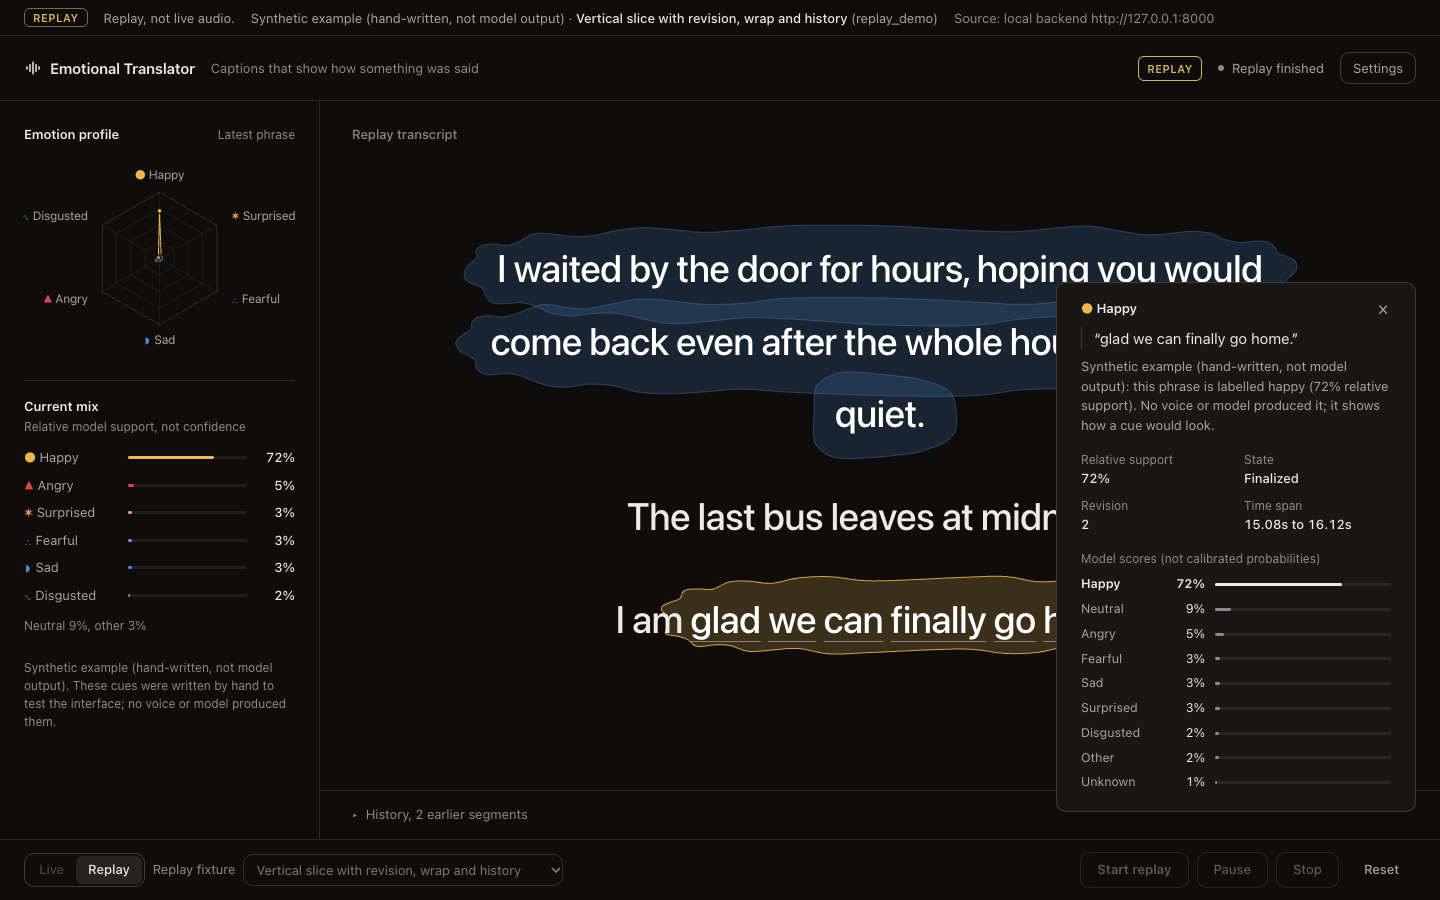 REPLAY Replay, not live audio. Synthetic example (hand-written, not model output) · Vertical slice with revision, wrap and history (replay_demo) Source: local backend http://127.0.0.1:8000
Emotional Translator Captions that show how something was said REPLAY Replay finished Settings
Emotion profile Latest phrase
Happy
Disgusted Surprised
Angry Fearful
Sad
Current mix
Relative model support, not confidence
Happy 72%
Angry 5%
Surprised 3%
Fearful 3%
Sad 3%
Disgusted 2%
Neutral 9%, other 3%
Synthetic example (hand-written, not model
output). These cues were written by hand to
test the interface; no voice or model produced
them.
Replay transcript
I waited by the door for hours, hoping you would
come back even after the whole
quiet.
The last bus leaves at
I am glad we can finally go
Happy ×
“glad we can finally go home.”
Synthetic example (hand-written, not model
output): this phrase is labelled happy (72% relative
support). No voice or model produced it; it shows
how a cue would look.
Relative support State
72% Finalized
Revision Time span
2 15.08s to 16.12s
Model scores (not calibrated probabilities)
Happy 72%
Neutral 9%
Angry 5%
Fearful 3%
Sad 3%
Surprised 3%
Disgusted 2%
Other 2%
Unknown 1%
History, 2 earlier segments
Live Replay Replay fixture Vertical slice with revision, wrap and history Start replay Pause Stop Reset